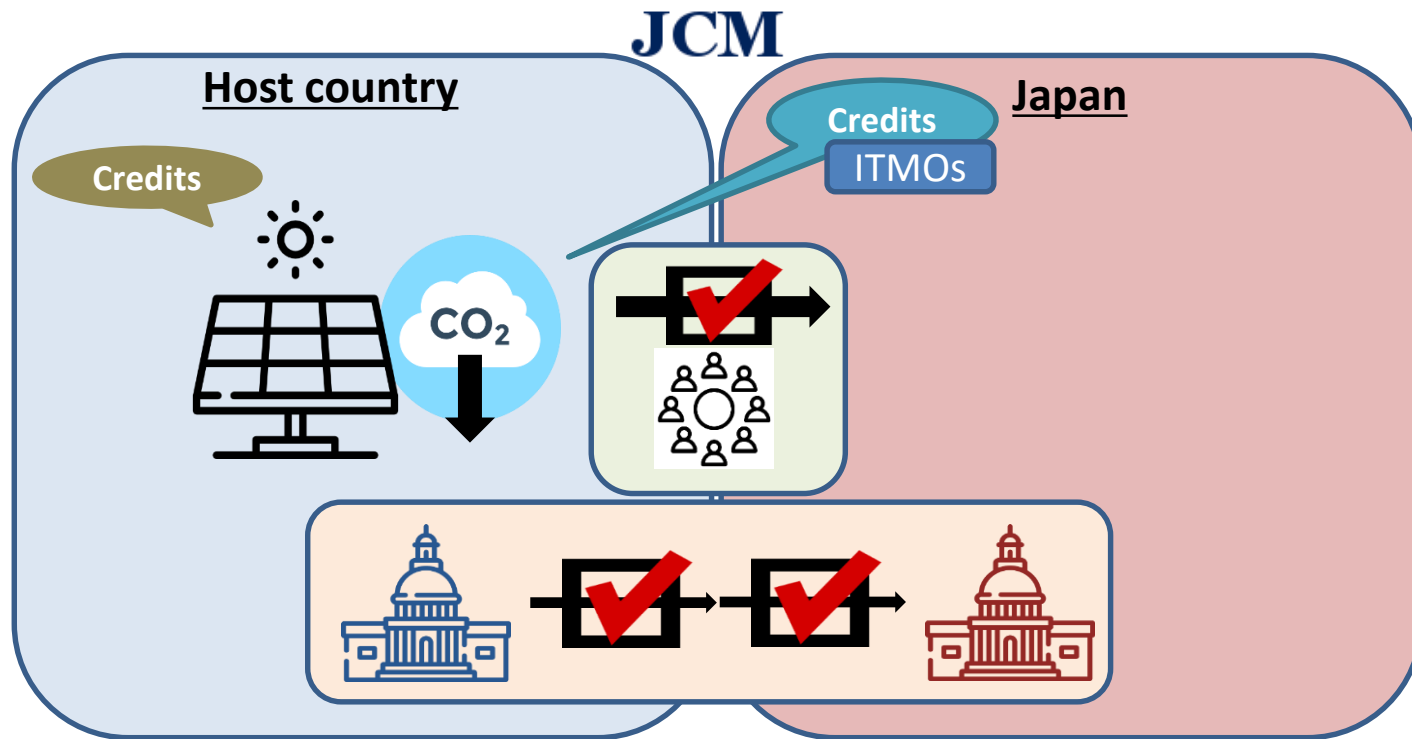 JCM
Host country
Japan
Credits
ITMOs
Credits
CO₂